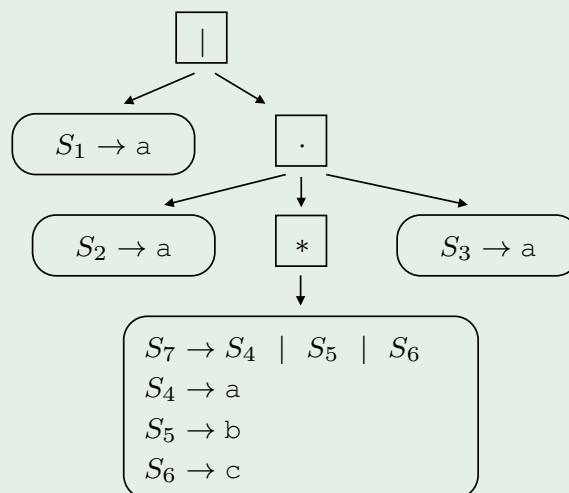 |
S₁ → a
.
S₂ → a
*
S₃ → a
S₇ → S₄ | S₅ | S₆
S₄ → a
S₅ → b
S₆ → c